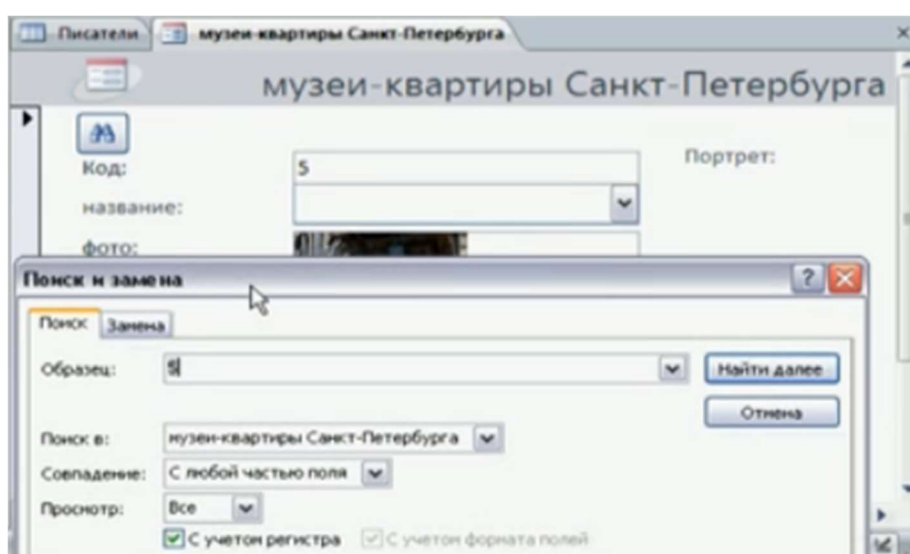 Писатели музеи-квартиры Санкт-Петербурга
музеи-квартиры Санкт-Петербурга
Код: 5 Портрет:
название:
фото:
Поиск и замена
Поиск Замена
Образец: 5 Найти далее
Отмена
Поиск в: музеи-квартиры Санкт-Петербурга
Совпадение: С любой частью поля
Просмотр: Все
С учетом регистра С учетом формата полей